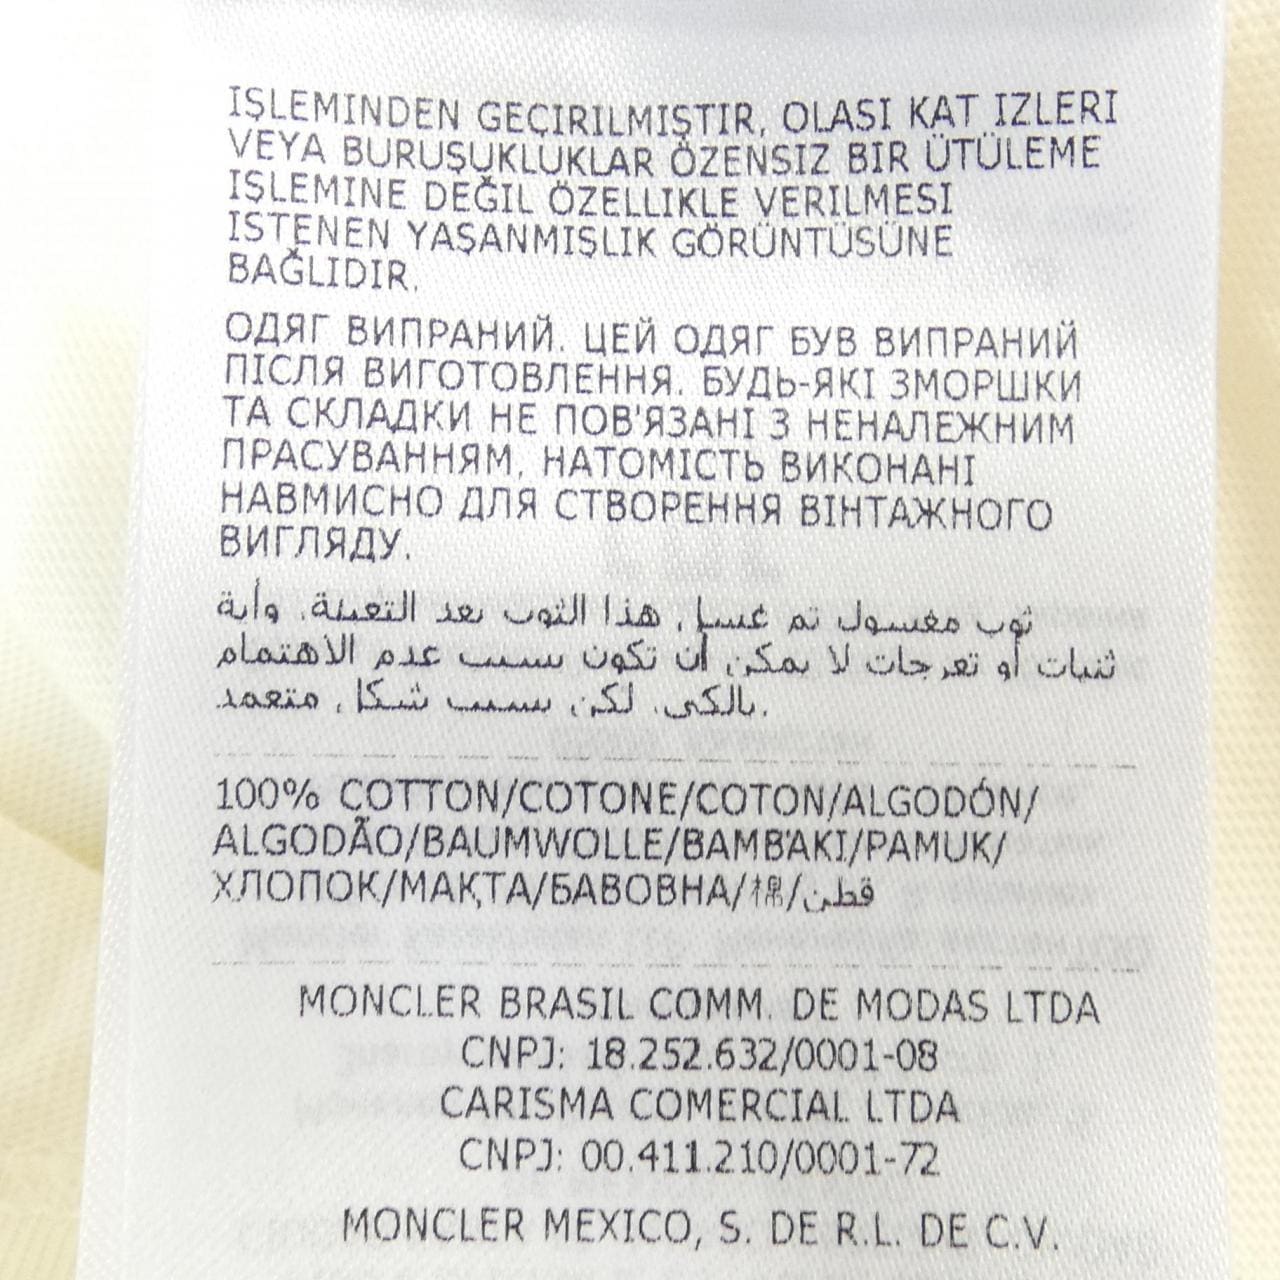 IŞLEMINDEN GEÇIRILMIŞTIR, OLASI KAT IZLERI
VEYA BURUŞUKLUKLAR ÖZENSIZ BIR ÜTÜLEME
IŞLEMINE DEĞIL ÖZELLIKLE VERILMESI
ISTENEN YAŞANMIŞLIK GÖRÜNTÜSÜNE
BAĞLIDIR.
ОДЯГ ВИПРАНИЙ. ЦЕЙ ОДЯГ БУВ ВИПРАНИЙ
ПІСЛЯ ВИГОТОВЛЕННЯ. БУДЬ-ЯКІ ЗМОРШКИ
ТА СКЛАДКИ НЕ ПОВ'ЯЗАНІ З НЕНАЛЕЖНИМ
ПРАСУВАННЯМ, НАТОМІСТЬ ВИКОНАНІ
НАВМИСНО ДЛЯ СТВОРЕННЯ ВІНТАЖНОГО
ВИГЛЯДУ.
ثوب مغسول تم غسل هذا الثوب بعد التعبئة. وأية
ثنيات أو تعرجات لا يمكن أن تكون بسبب عدم الاهتمام
بالكي. لكن بسبب شكل متعمد.
100% COTTON/COTONE/COTON/ALGODÓN/
ALGODÃO/BAUMWOLLE/BAMBAKI/PAMUK/
ХЛОПОК/МАҚТА/БАВОВНА/棉/قطن
MONCLER BRASIL COMM. DE MODAS LTDA
CNPJ: 18.252.632/0001-08
CARISMA COMERCIAL LTDA
CNPJ: 00.411.210/0001-72
MONCLER MEXICO, S. DE R.L. DE C.V.